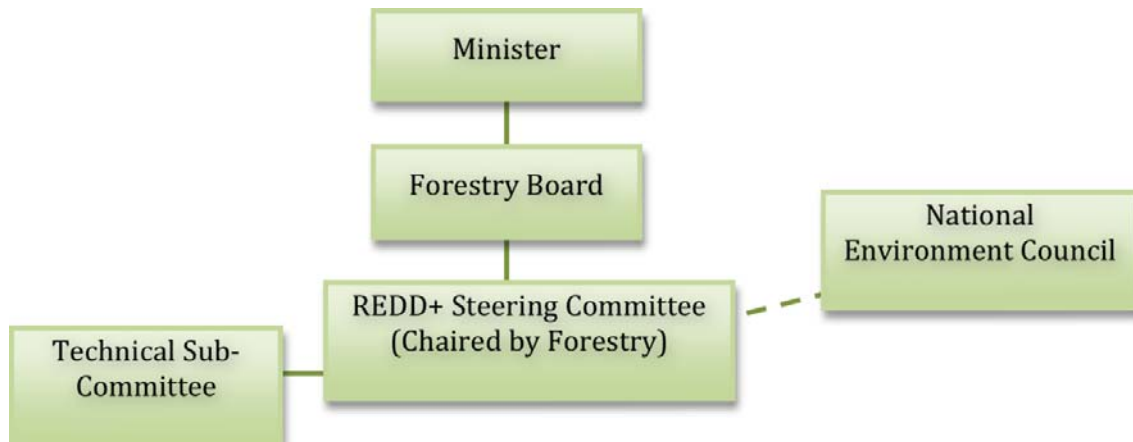 Minister
Forestry Board
National
Environment Council
REDD+ Steering Committee
(Chaired by Forestry)
Technical Sub-
Committee